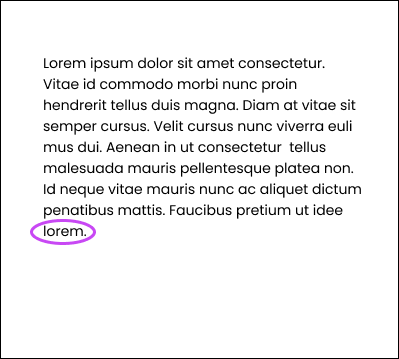 Lorem ipsum dolor sit amet consectetur.
Vitae id commodo morbi nunc proin
hendrerit tellus duis magna. Diam at vitae sit
semper cursus. Velit cursus nunc viverra euli
mus dui. Aenean in ut consectetur  tellus
malesuada mauris pellentesque platea non.
Id neque vitae mauris nunc ac aliquet dictum
penatibus mattis. Faucibus pretium ut idee
lorem.